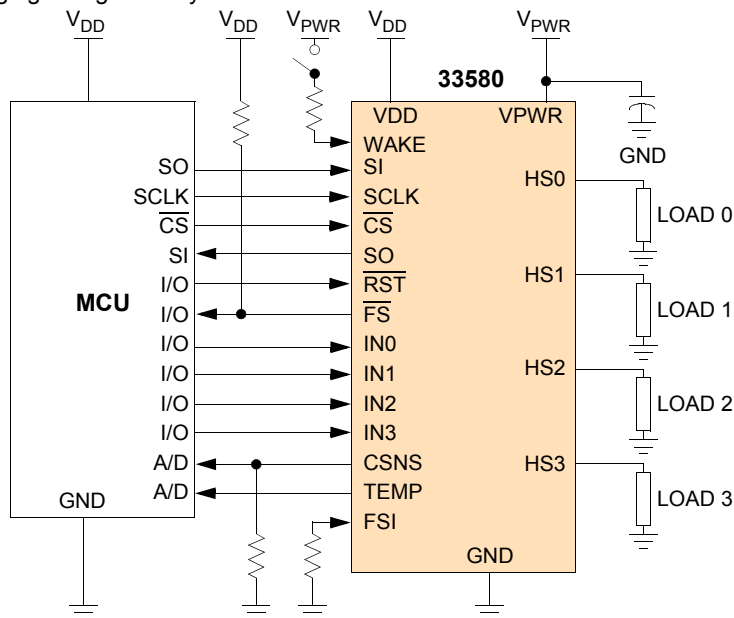 V_DD V_DD V_PWR V_DD V_PWR
33580
VDD VPWR
WAKE
GND
SO SI
HS0
SCLK SCLK
LOAD 0
CS CS
SI SO
I/O RST
HS1
MCU
I/O FS
LOAD 1
I/O IN0
I/O IN1
HS2
I/O IN2
LOAD 2
I/O IN3
A/D CSNS
HS3
A/D TEMP
GND
LOAD 3
FSI
GND